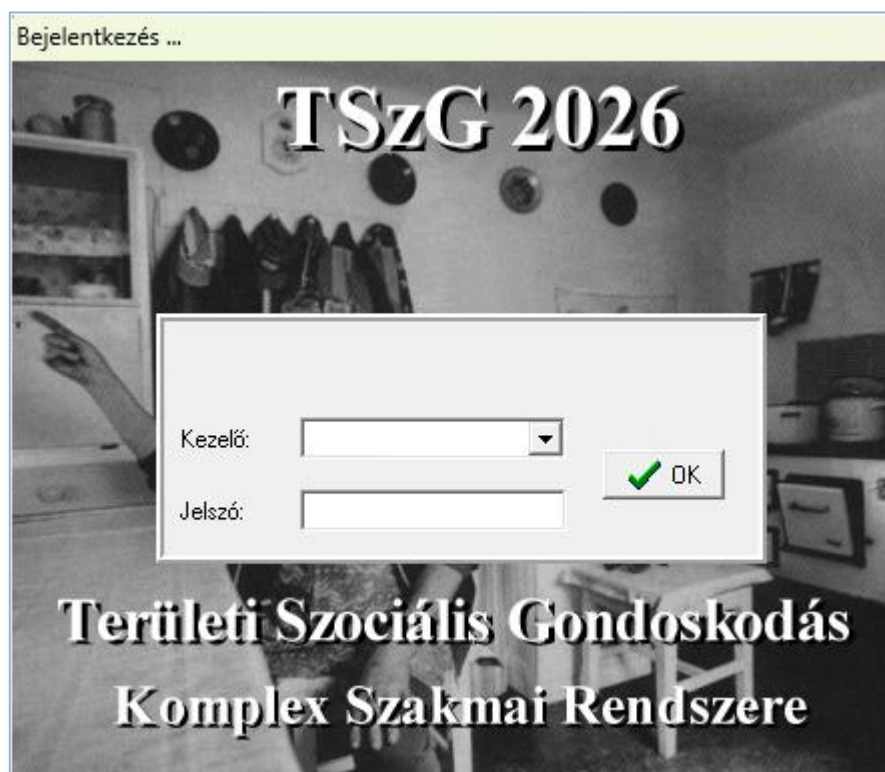 Bejelentkezés ...
TSzG 2026
Kezelő:
OK
Jelszó:
Területi Szociális Gondoskodás
Komplex Szakmai Rendszere